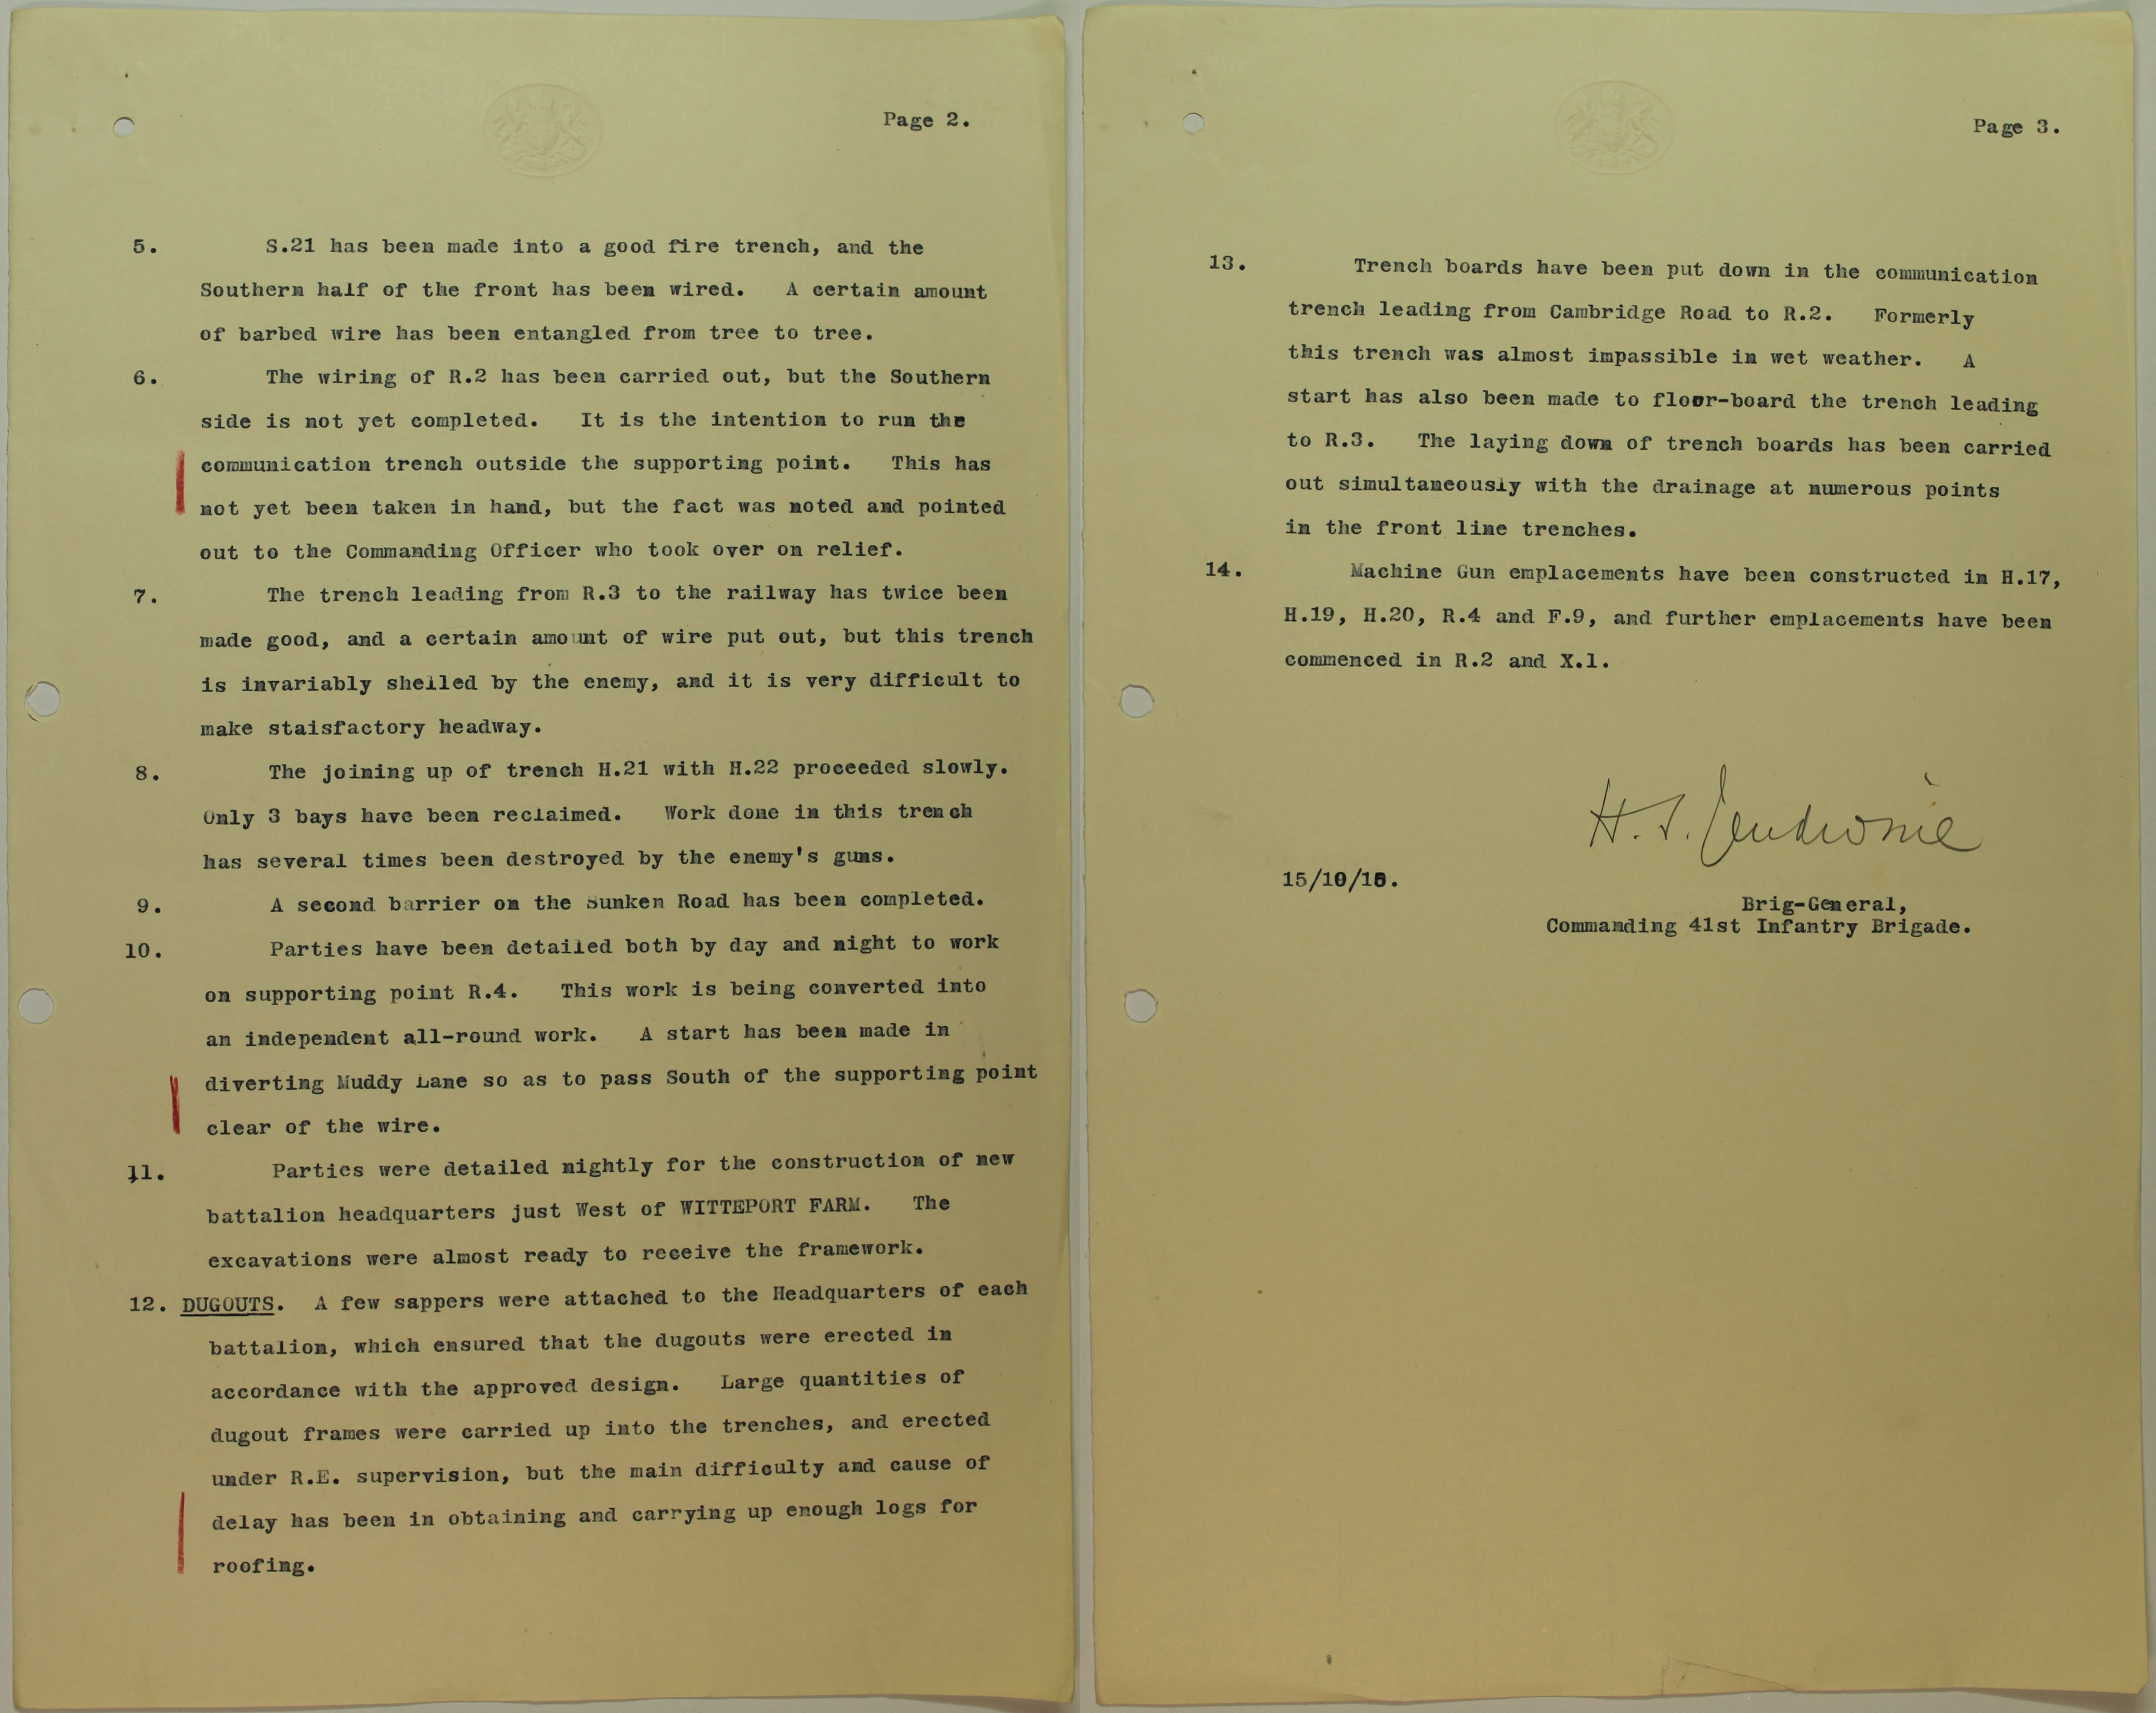 Page 2.
5. S.21 has been made into a good fire trench, and the
Southern half of the front has been wired. A certain amount
of barbed wire has been entangled from tree to tree.
6. The wiring of R.2 has been carried out, but the Southern
side is not yet completed. It is the intention to run the
communication trench outside the supporting point. This has
not yet been taken in hand, but the fact was noted and pointed
out to the Commanding Officer who took over on relief.
7. The trench leading from R.3 to the railway has twice been
made good, and a certain amount of wire put out, but this trench
is invariably shelled by the enemy, and it is very difficult to
make staisfactory headway.
8. The joining up of trench H.21 with H.22 proceeded slowly.
Only 3 bays have been reclaimed. Work done in this trench
has several times been destroyed by the enemy's guns.
9. A second barrier on the Sunken Road has been completed.
10. Parties have been detailed both by day and night to work
on supporting point R.4. This work is being converted into
an independent all-round work. A start has been made in
diverting Muddy Lane so as to pass South of the supporting point
clear of the wire.
11. Parties were detailed nightly for the construction of new
battalion headquarters just West of WITTEPORT FARM. The
excavations were almost ready to receive the framework.
12. DUGOUTS. A few sappers were attached to the Headquarters of each
battalion, which ensured that the dugouts were erected in
accordance with the approved design. Large quantities of
dugout frames were carried up into the trenches, and erected
under R.E. supervision, but the main difficulty and cause of
delay has been in obtaining and carrying up enough logs for
roofing.
Page 3.
13. Trench boards have been put down in the communication
trench leading from Cambridge Road to R.2. Formerly
this trench was almost impassible in wet weather. A
start has also been made to floor-board the trench leading
to R.3. The laying down of trench boards has been carried
out simultaneously with the drainage at numerous points
in the front line trenches.
14. Machine Gun emplacements have been constructed in H.17,
H.19, H.20, R.4 and F.9, and further emplacements have been
commenced in R.2 and X.1.
15/10/15.
Brig-General,
Commanding 41st Infantry Brigade.